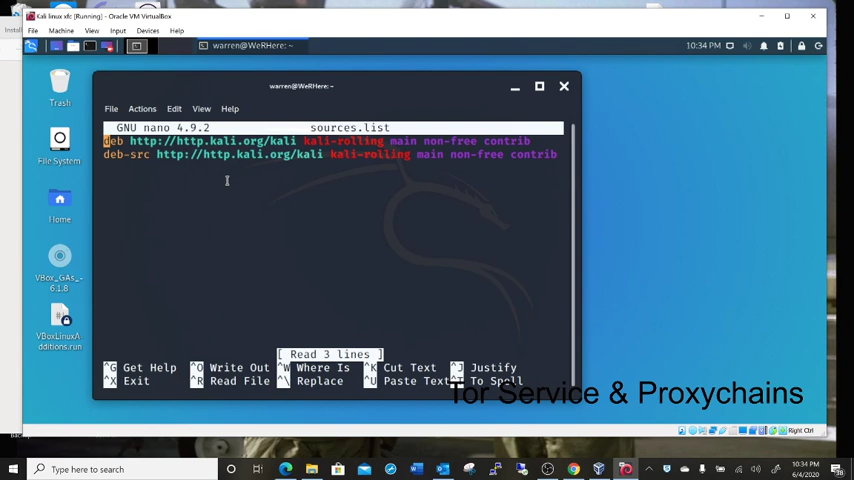 Kali linux xfc [Running] - Oracle VM VirtualBox
File Machine View Input Devices Help
warren@WeRHere: ~
10:34 PM
warren@WeRHere: ~
File Actions Edit View Help
GNU nano 4.9.2 sources.list
deb http://http.kali.org/kali kali-rolling main non-free contrib
deb-src http://http.kali.org/kali kali-rolling main non-free contrib
Trash
File System
Home
VBox_GAs_-
6.1.8
VBoxLinuxA
dditions.run
[ Read 3 lines ]
^G Get Help ^O Write Out ^W Where Is ^K Cut Text ^J Justify
^X Exit ^R Read File ^\ Replace ^U Paste Text ^T To Spell
Tor Service & Proxychains
Right Ctrl
Type here to search
10:34 PM
6/4/2020
38